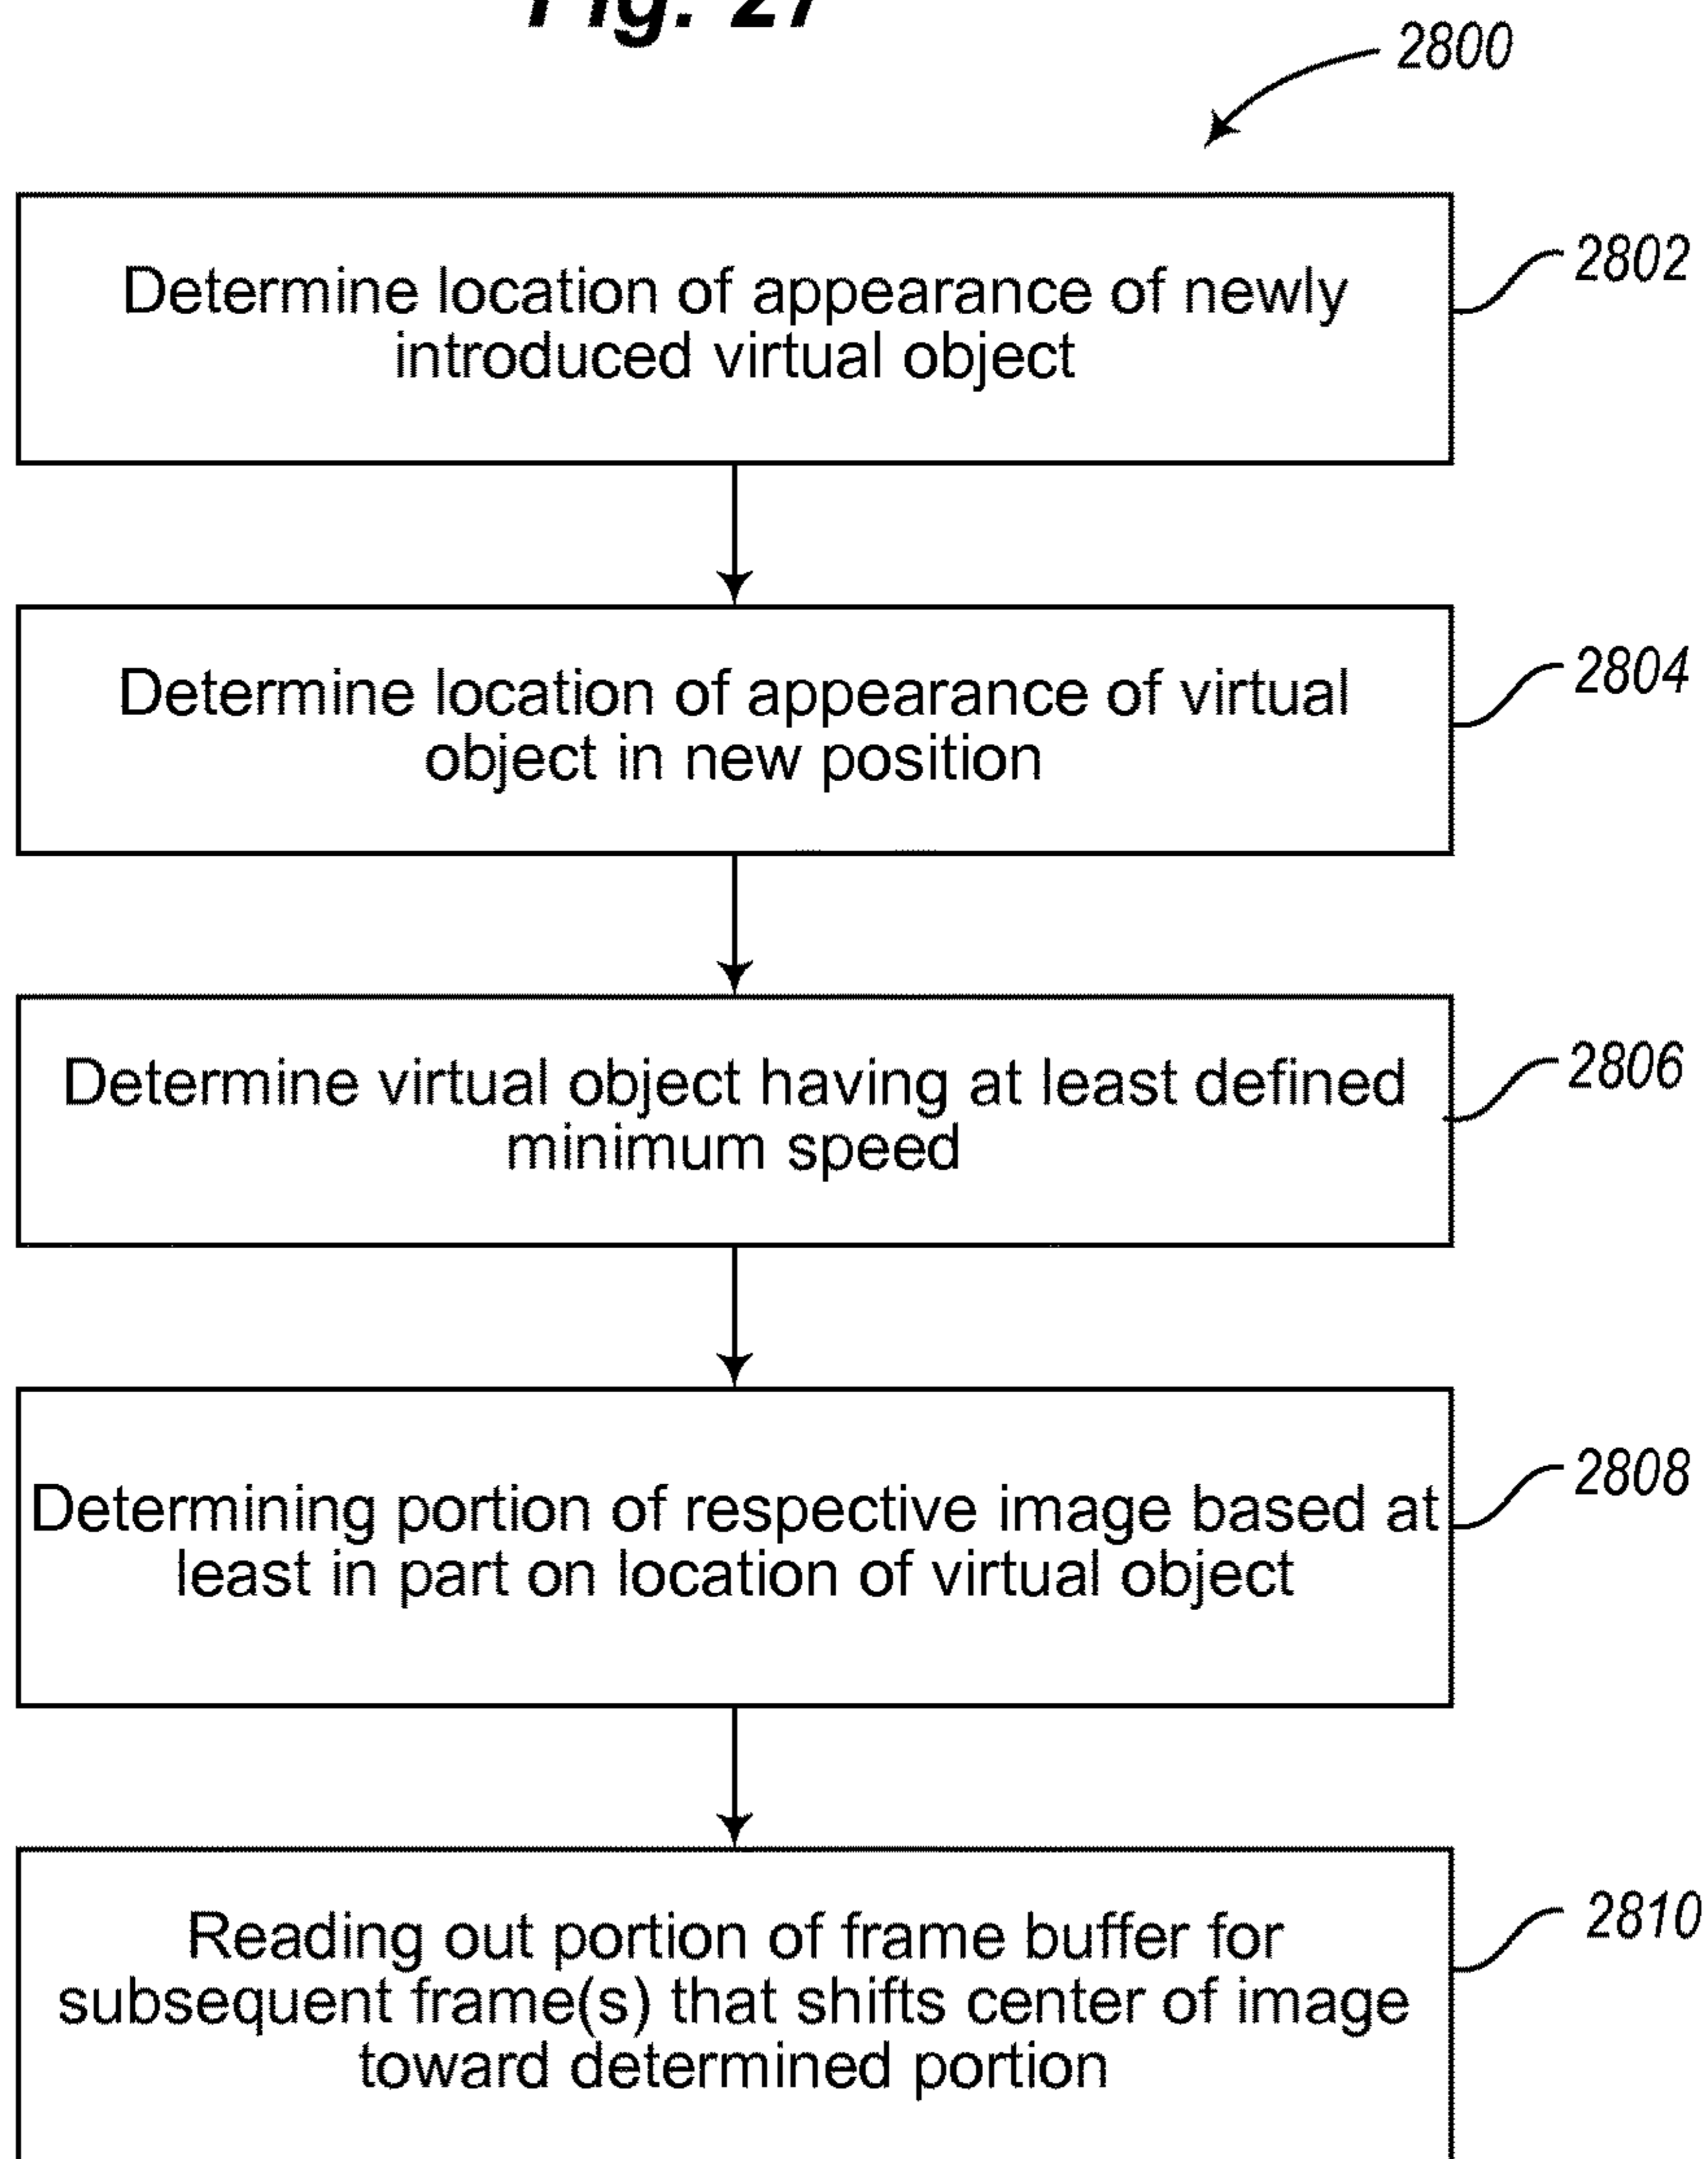 Fig. 27
2800
Determine location of appearance of newly
introduced virtual object
2802
Determine location of appearance of virtual
object in new position
2804
Determine virtual object having at least defined
minimum speed
2806
Determining portion of respective image based at
least in part on location of virtual object
2808
Reading out portion of frame buffer for
subsequent frame(s) that shifts center of image
toward determined portion
2810